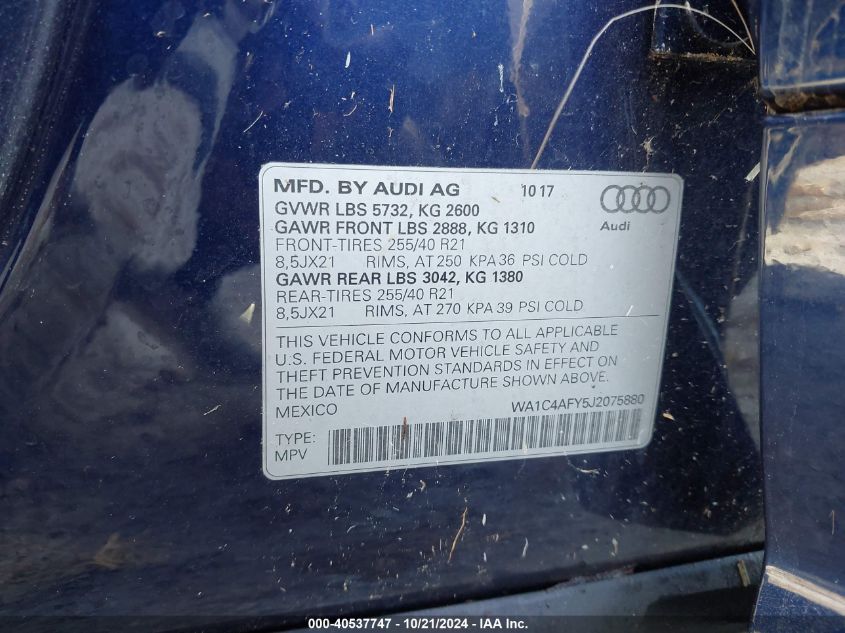 MFD. BY AUDI AG 10 17
GVWR LBS 5732, KG 2600
GAWR FRONT LBS 2888, KG 1310
FRONT-TIRES 255/40 R21
8,5JX21 RIMS, AT 250 KPA 36 PSI COLD
GAWR REAR LBS 3042, KG 1380
REAR-TIRES 255/40 R21
8,5JX21 RIMS, AT 270 KPA 39 PSI COLD
Audi
THIS VEHICLE CONFORMS TO ALL APPLICABLE
U.S. FEDERAL MOTOR VEHICLE SAFETY AND
THEFT PREVENTION STANDARDS IN EFFECT ON
THE DATE OF MANUFACTURE SHOWN ABOVE.
MEXICO WA1C4AFY5J2075880
TYPE:
MPV
000-40537747 - 10/21/2024 - IAA Inc.